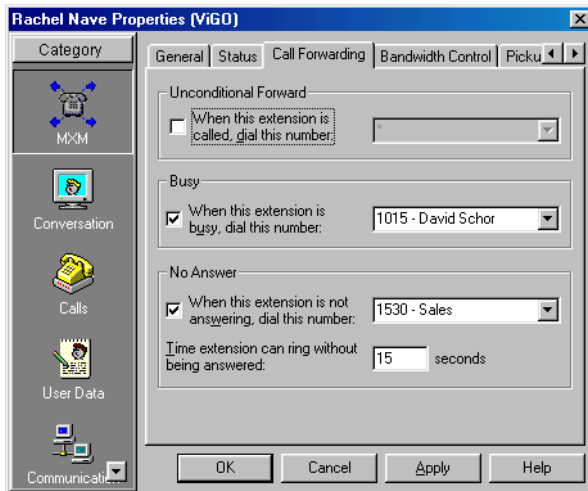 Rachel Nave Properties (ViGO)
Category
MXM
Conversation
Calls
User Data
Communication
General
Status
Call Forwarding
Bandwidth Control
Picku
Unconditional Forward
When this extension is
called, dial this number:
*
Busy
When this extension is
busy, dial this number:
1015 - David Schor
No Answer
When this extension is not
answering, dial this number:
1530 - Sales
Time extension can ring without
being answered:
15
seconds
OK
Cancel
Apply
Help